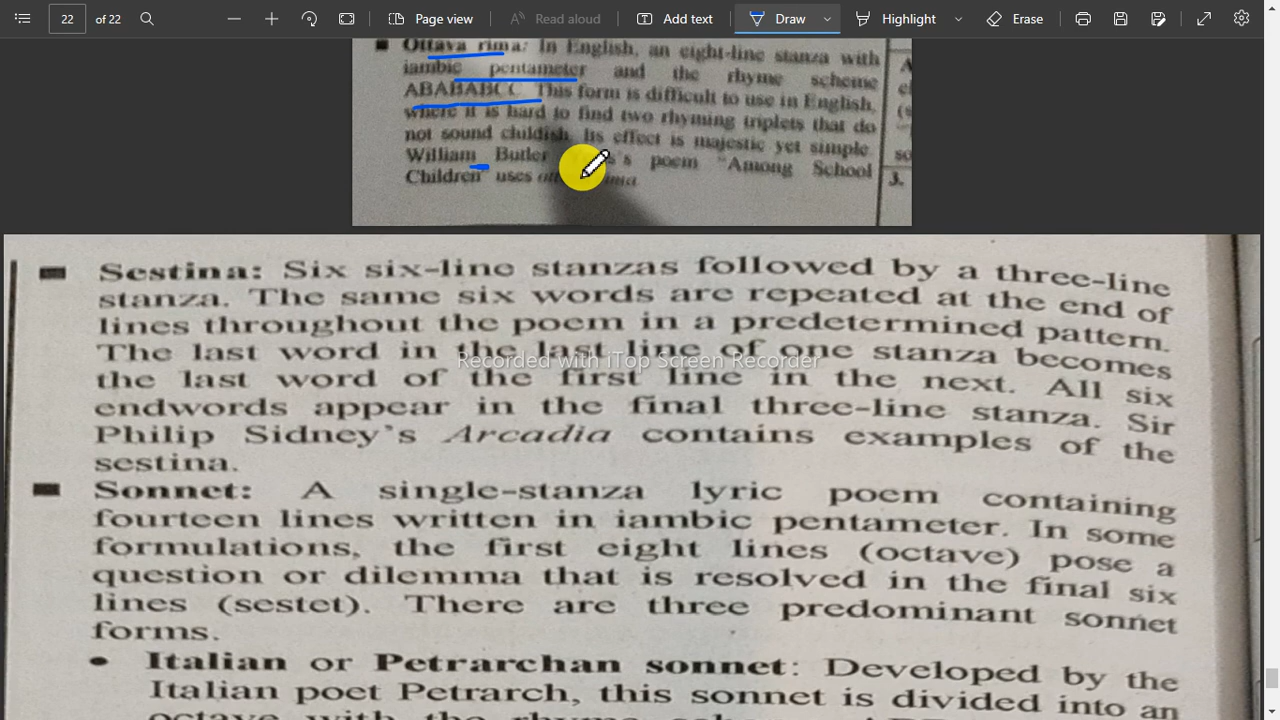 22
of 22
Page view
Read aloud
Add text
Draw
Highlight
Erase
Ottava rima: In English, an eight-line stanza with
iambic pentameter and the rhyme scheme
ABABABCC. This form is difficult to use in English,
where it is hard to find two rhyming triplets that do
not sound childish. Its effect is majestic yet simple.
William Butler poem "Among School
Children" uses
3.
Sestina: Six six-line stanzas followed by a three-line
stanza. The same six words are repeated at the end of
lines throughout the poem in a predetermined pattern.
The last word in the last line of one stanza becomes
Recorded with iTop Screen Recorder
the last word of the first line in the next. All six
endwords appear in the final three-line stanza. Sir
Philip Sidney's Arcadia contains examples of the
sestina.
Sonnet: A single-stanza lyric poem containing
fourteen lines written in iambic pentameter. In some
formulations, the first eight lines (octave) pose a
question or dilemma that is resolved in the final six
lines (sestet). There are three predominant sonnet
forms.
• Italian or Petrarchan sonnet: Developed by the
Italian poet Petrarch, this sonnet is divided into an
octave with the rhyme